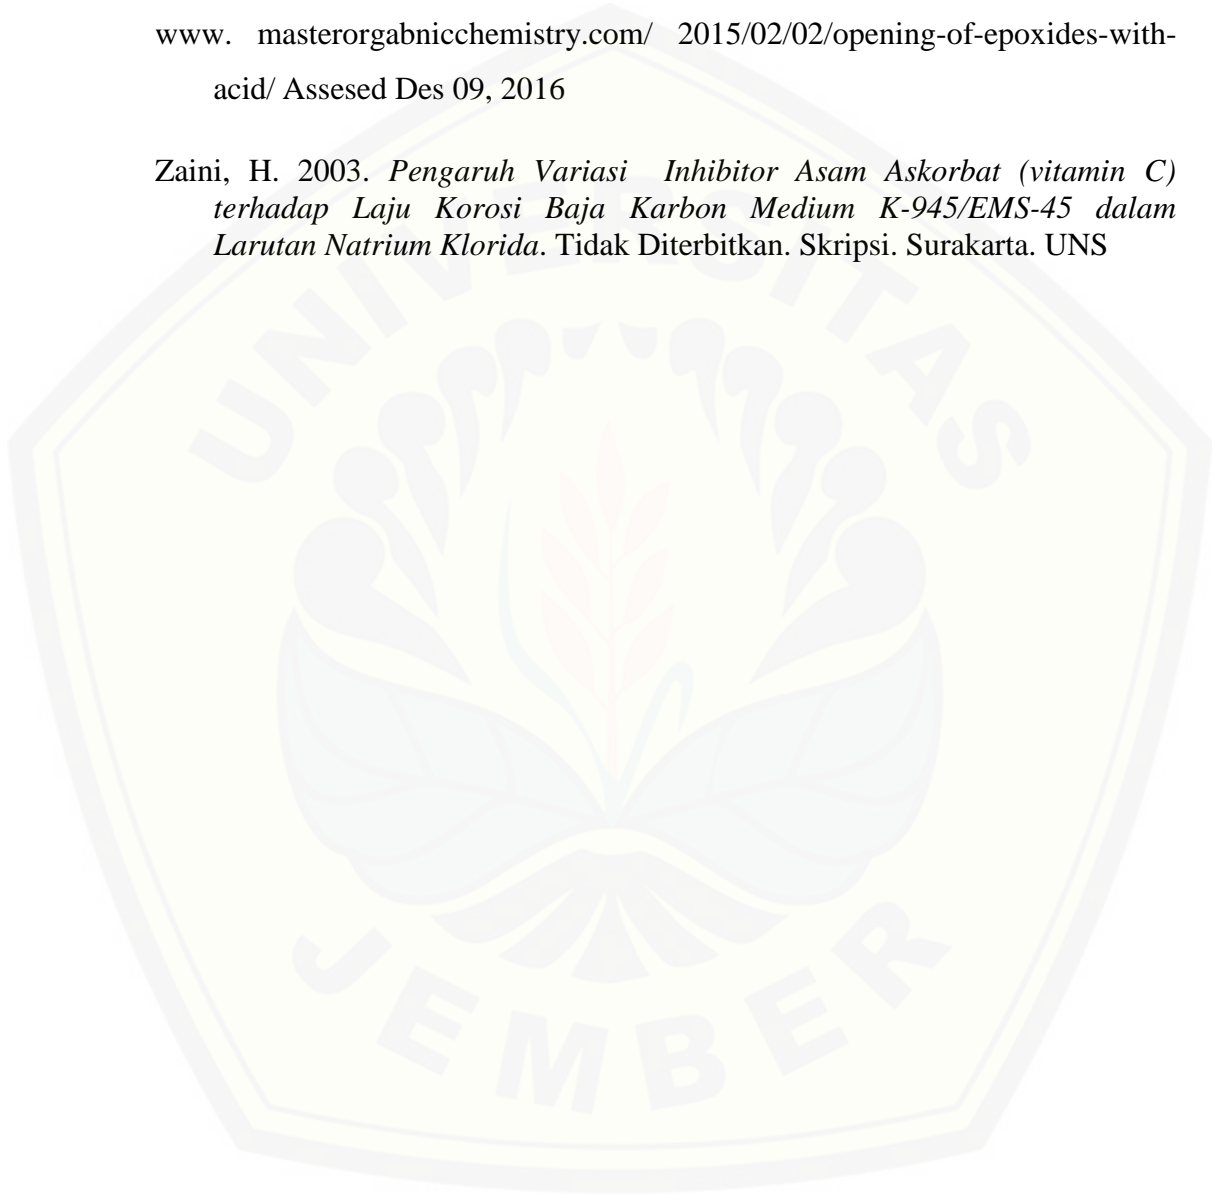 www. masterorgabnicchemistry.com/ 2015/02/02/opening-of-epoxides-with-
acid/ Assesed Des 09, 2016
Zaini, H. 2003. Pengaruh Variasi Inhibitor Asam Askorbat (vitamin C)
terhadap Laju Korosi Baja Karbon Medium K-945/EMS-45 dalam
Larutan Natrium Klorida. Tidak Diterbitkan. Skripsi. Surakarta. UNS
UNIVERSITAS
JEMBER